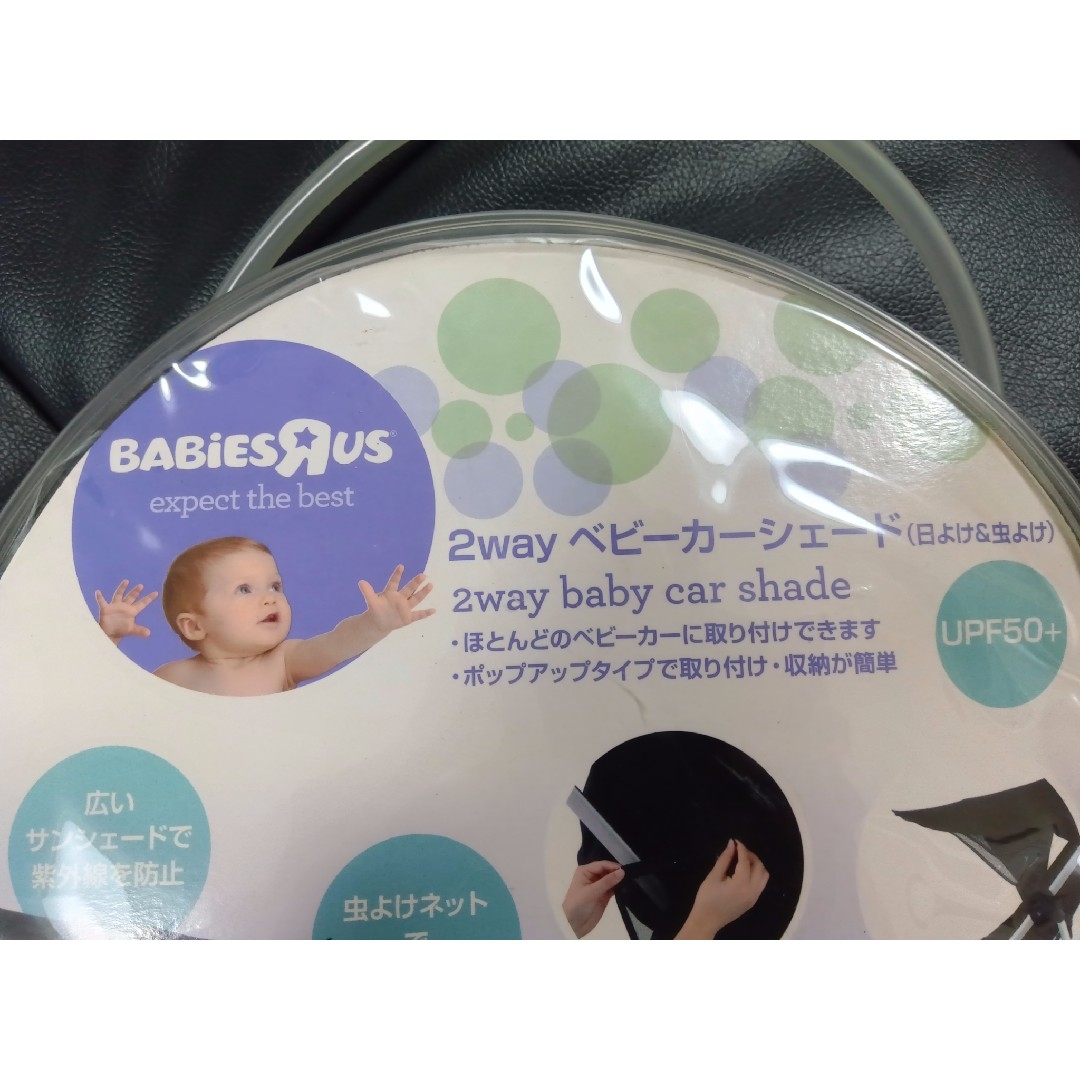 BABiESRUS®
expect the best
2way ベビーカーシェード(日よけ&虫よけ)
2way baby car shade
・ほとんどのベビーカーに取り付けできます
・ポップアップタイプで取り付け・収納が簡単
UPF50+
広い
サンシェードで
紫外線を防止
虫よけネット
で